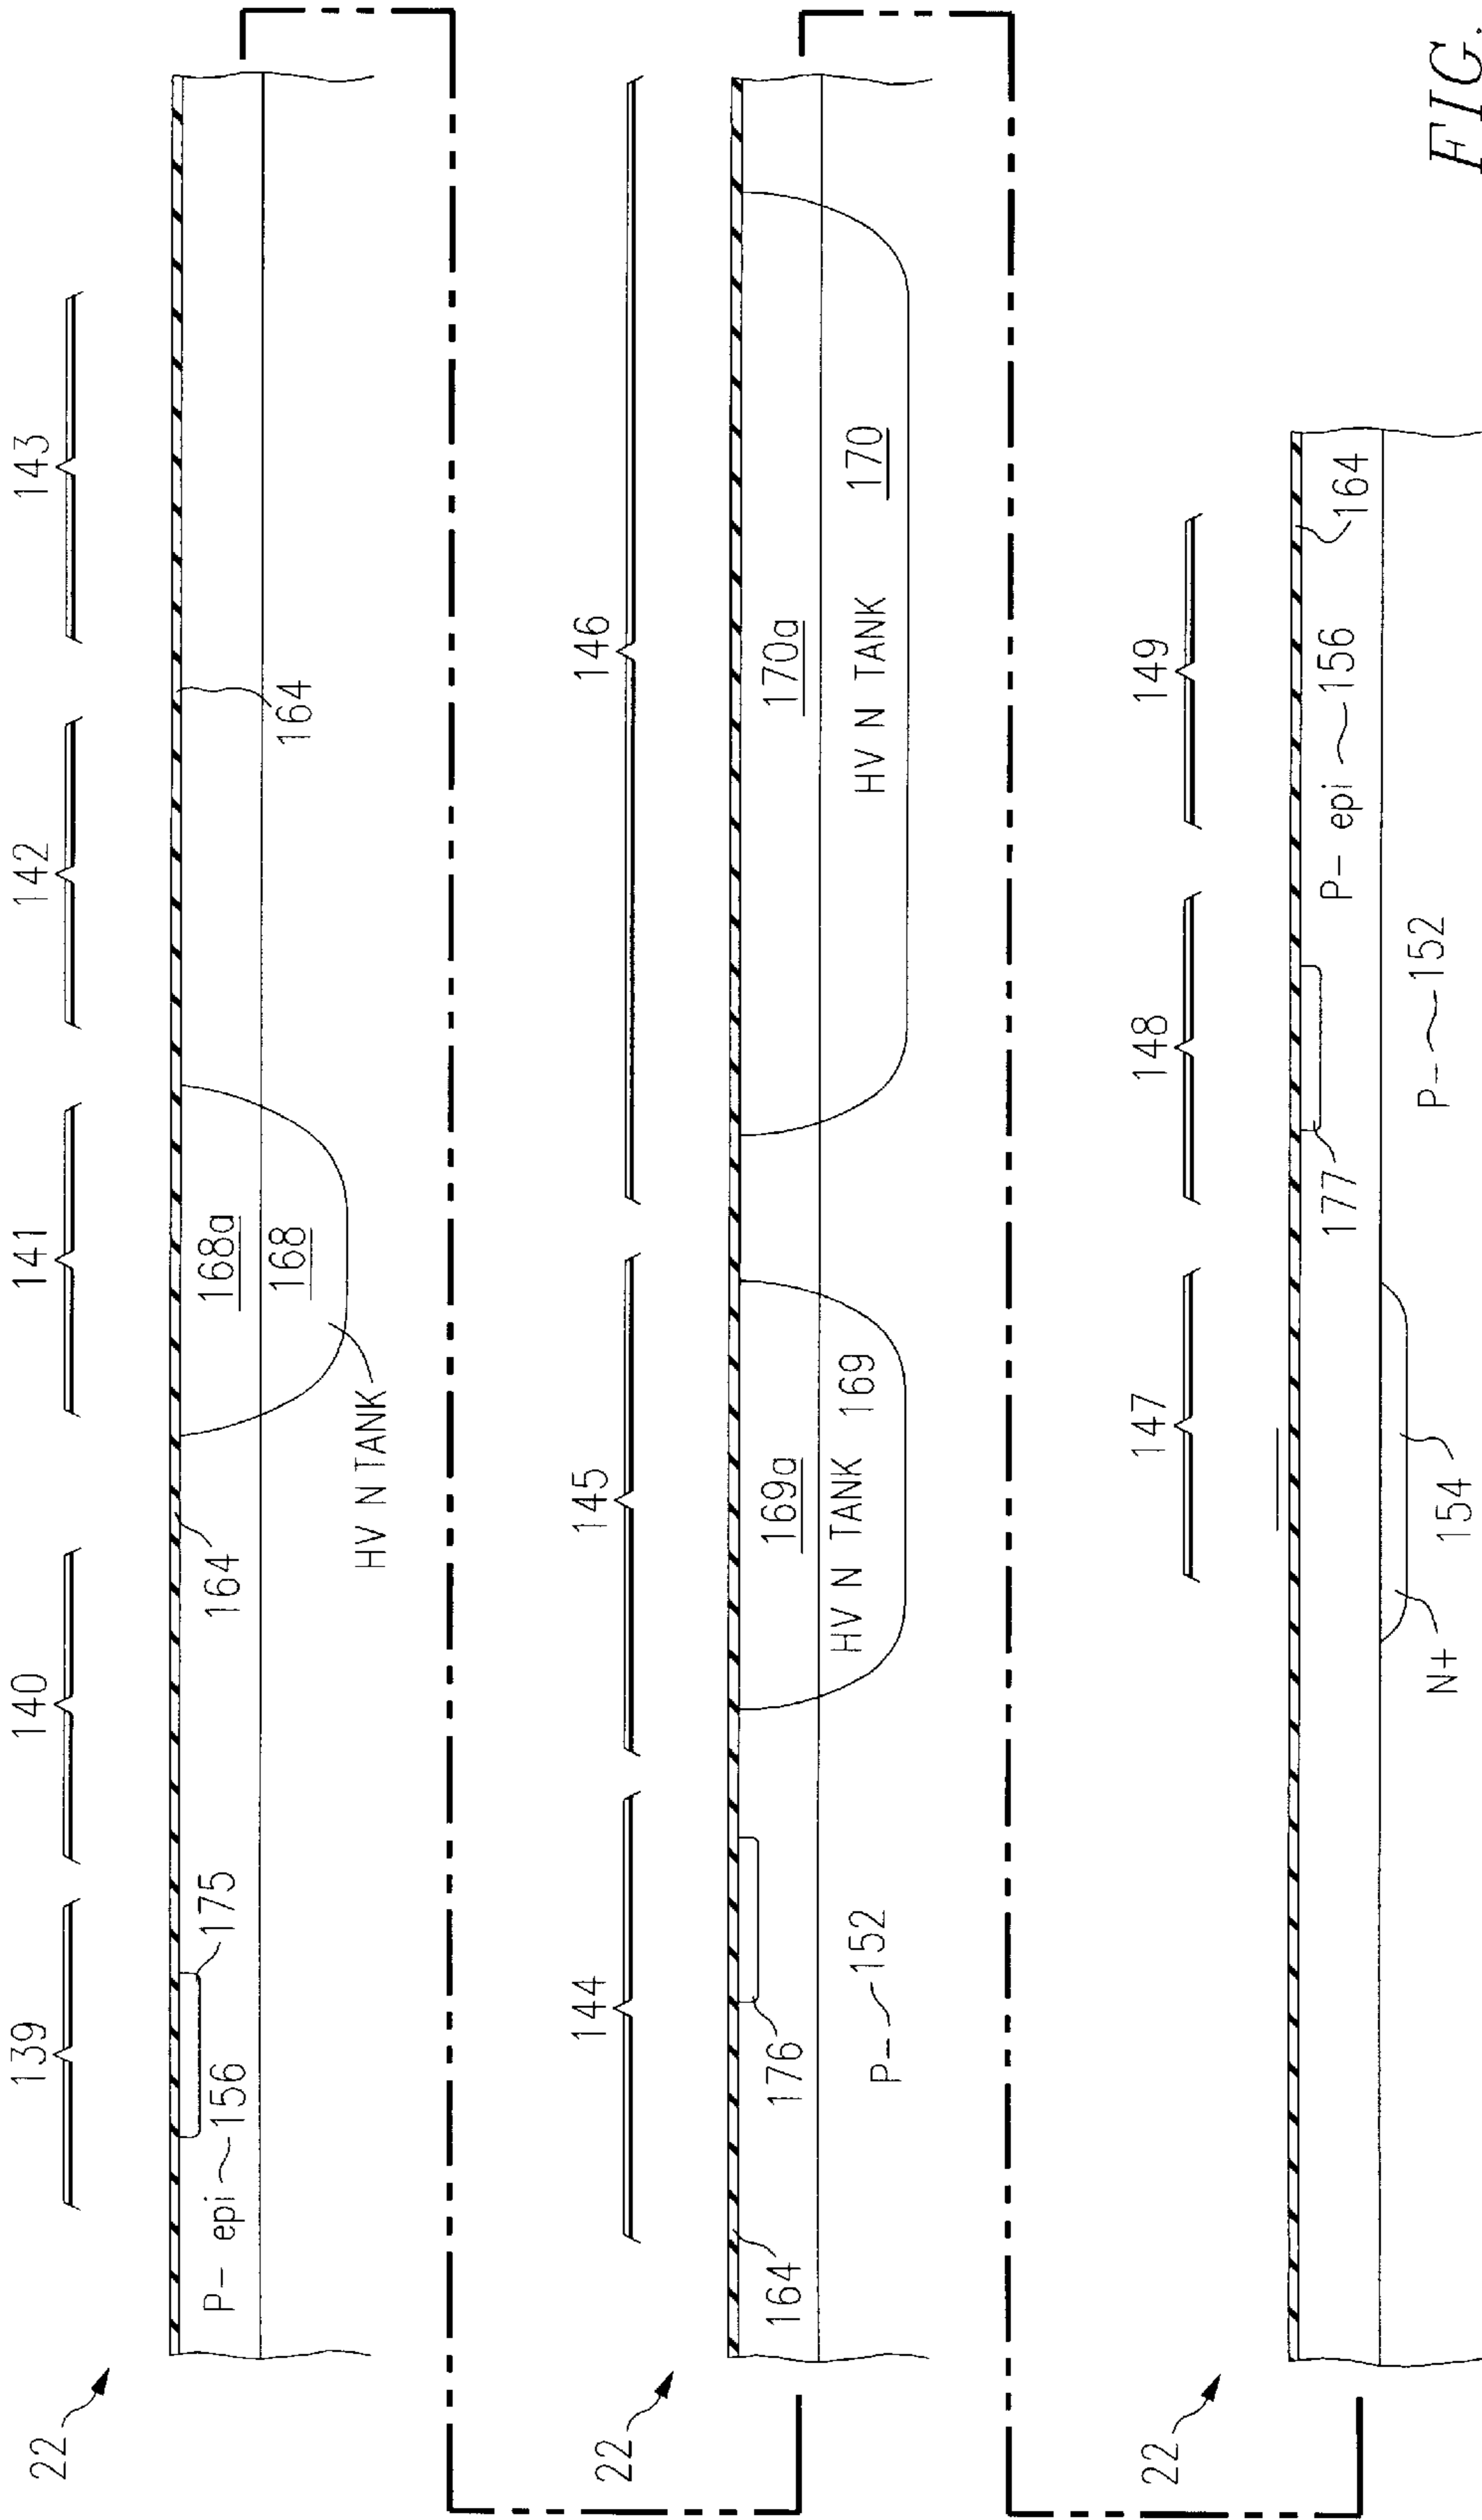 22
139
140
141
142
143
P- epi 156
175
164
168a
168
164
HV N TANK
22
144
145
146
164
176
P-- 152
169a
HV N TANK 169
170a
HV N TANK
170
22
147
148
149
177
P- epi 156
164
N+
154
P-- 152
FIG.